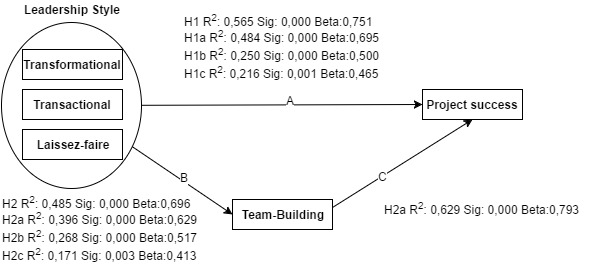 Leadership Style
H1 R²: 0,565 Sig: 0,000 Beta:0,751
H1a R²: 0,484 Sig: 0,000 Beta:0,695
H1b R²: 0,250 Sig: 0,000 Beta:0,500
H1c R²: 0,216 Sig: 0,001 Beta:0,465
Transformational
Transactional
Laissez-faire
A
Project success
B
C
H2 R²: 0,485 Sig: 0,000 Beta:0,696
H2a R²: 0,396 Sig: 0,000 Beta:0,629
H2b R²: 0,268 Sig: 0,000 Beta:0,517
H2c R²: 0,171 Sig: 0,003 Beta:0,413
Team-Building
H2a R²: 0,629 Sig: 0,000 Beta:0,793